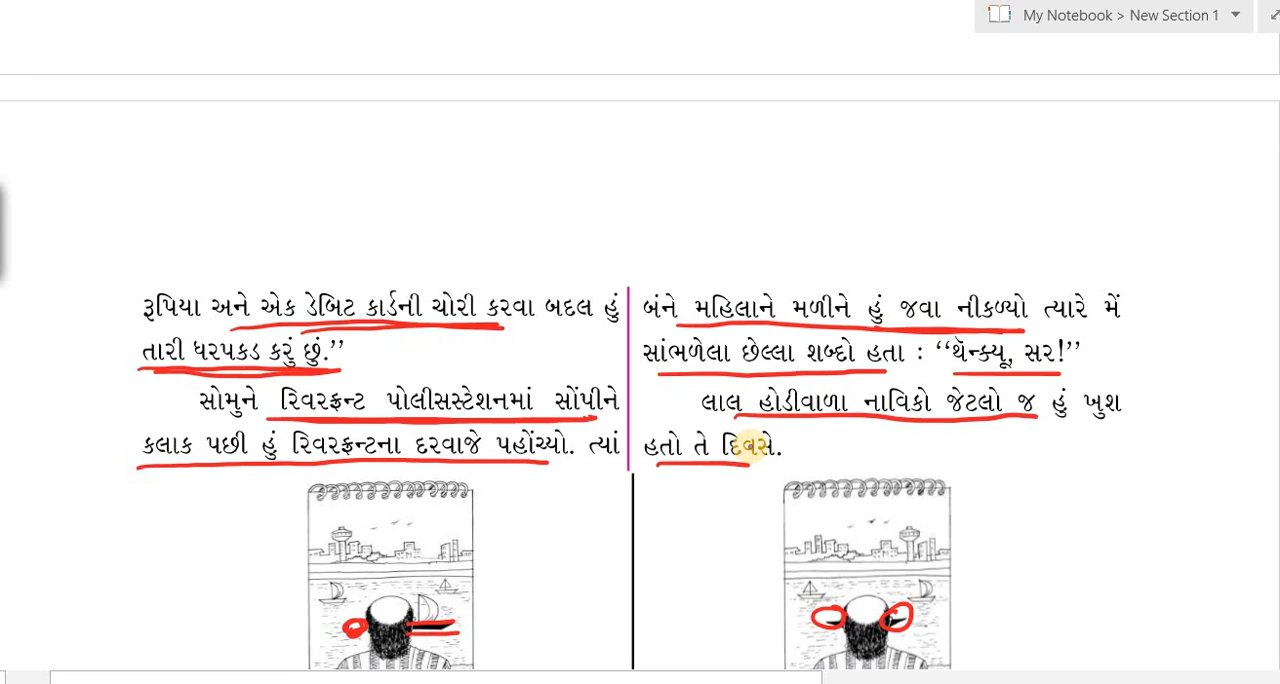 My Notebook > New Section 1
રૂપિયા અને એક ડેબિટ કાર્ડની ચોરી કરવા બદલ હું
તારી ધરપકડ કરું છું.’’
સોમુને રિવરફ્રન્ટ પોલીસસ્ટેશનમાં સોંપીને
કલાક પછી હું રિવરફ્રન્ટના દરવાજે પહોંચ્યો. ત્યાં
બંને મહિલાને મળીને હું જવા નીકળ્યો ત્યારે મેં
સાંભળેલા છેલ્લા શબ્દો હતા : ‘‘થૅન્ક્યૂ, સર!’’
લાલ હોડીવાળા નાવિકો જેટલો જ હું ખુશ
હતો તે દિવસે.